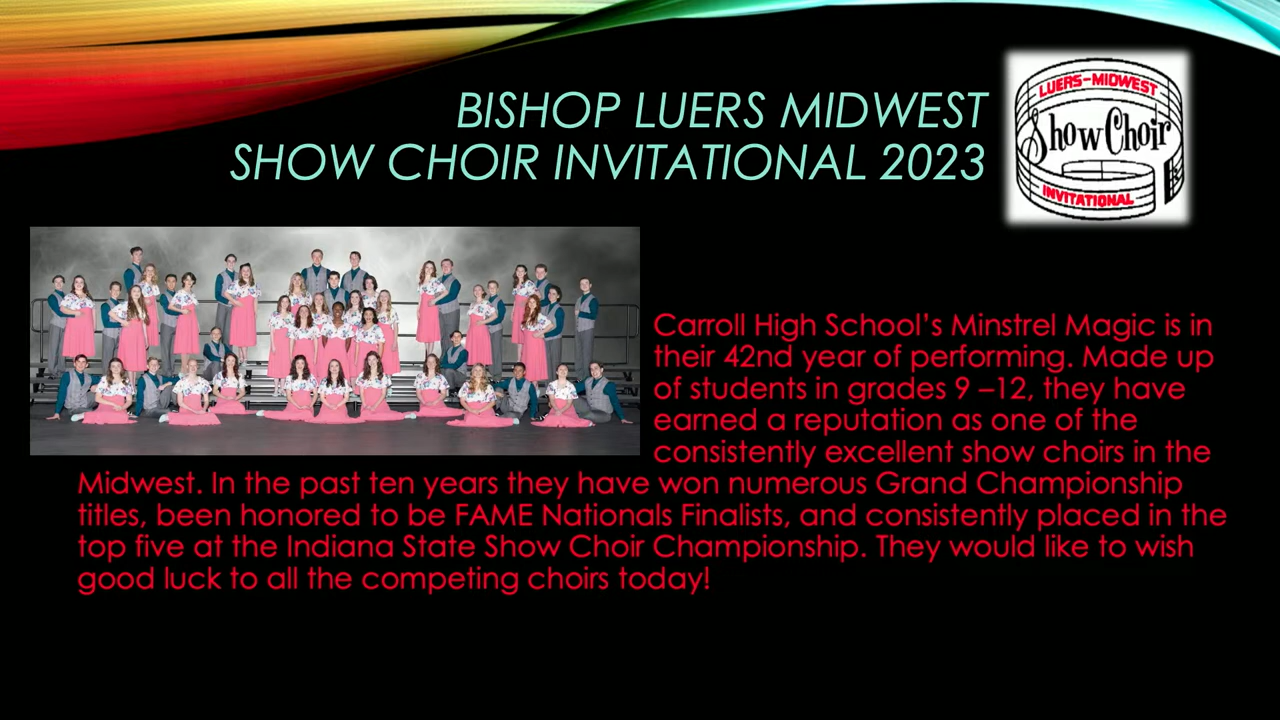 BISHOP LUERS MIDWEST
SHOW CHOIR INVITATIONAL 2023
LUERS-MIDWEST
Show Choir
INVITATIONAL
Carroll High School’s Minstrel Magic is in
their 42nd year of performing. Made up
of students in grades 9 –12, they have
earned a reputation as one of the
consistently excellent show choirs in the
Midwest. In the past ten years they have won numerous Grand Championship
titles, been honored to be FAME Nationals Finalists, and consistently placed in the
top five at the Indiana State Show Choir Championship. They would like to wish
good luck to all the competing choirs today!